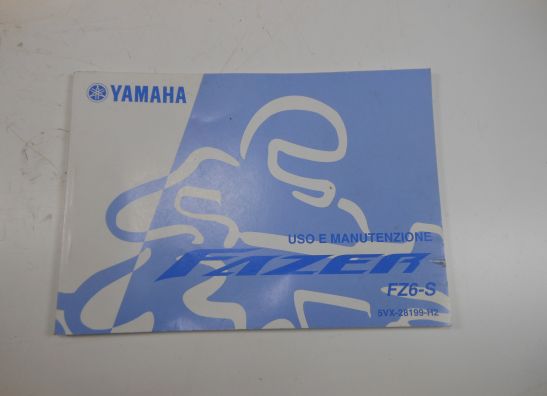 YAMAHA
USO E MANUTENZIONE
FAZER
FZ6-S
5VX-28199-H2